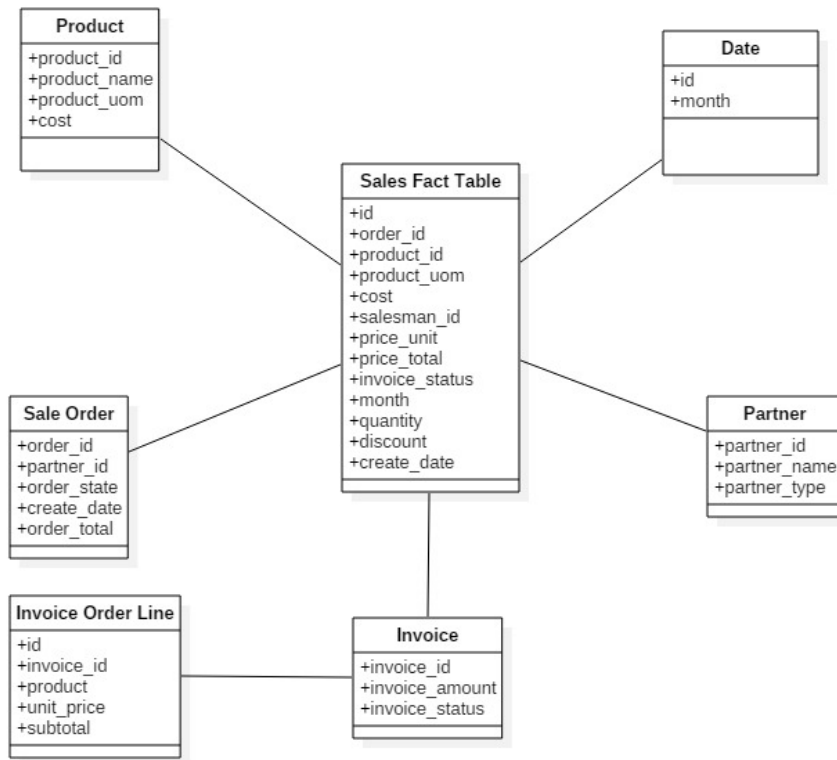 Product
+product_id
+product_name
+product_uom
+cost
Date
+id
+month
Sales Fact Table
+id
+order_id
+product_id
+product_uom
+cost
+salesman_id
+price_unit
+price_total
+invoice_status
+month
+quantity
+discount
+create_date
Sale Order
+order_id
+partner_id
+order_state
+create_date
+order_total
Partner
+partner_id
+partner_name
+partner_type
Invoice Order Line
+id
+invoice_id
+product
+unit_price
+subtotal
Invoice
+invoice_id
+invoice_amount
+invoice_status